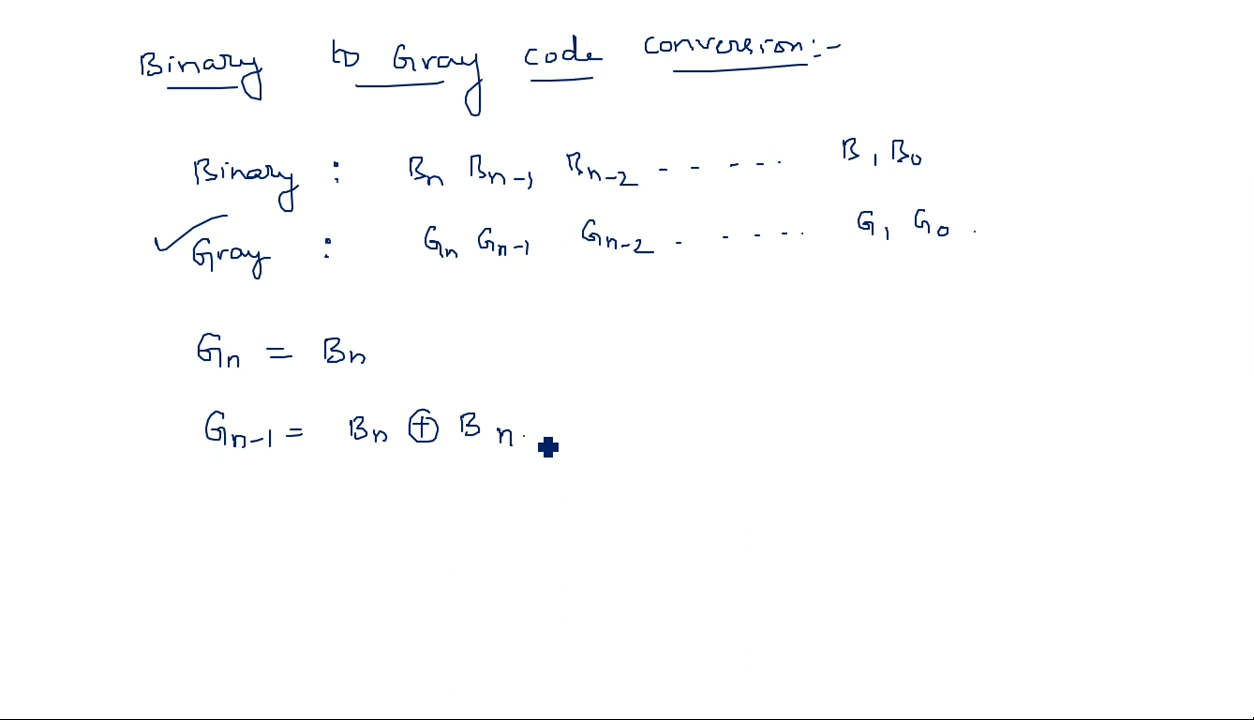 Binary to Gray code conversion:-
Binary : Bn Bn-1 Bn-2 - - - - - . B1 B0
Gray : Gn Gn-1 Gn-2 - - - - - . G1 G0 .
Gn = Bn
Gn-1 = Bn ⊕ Bn.